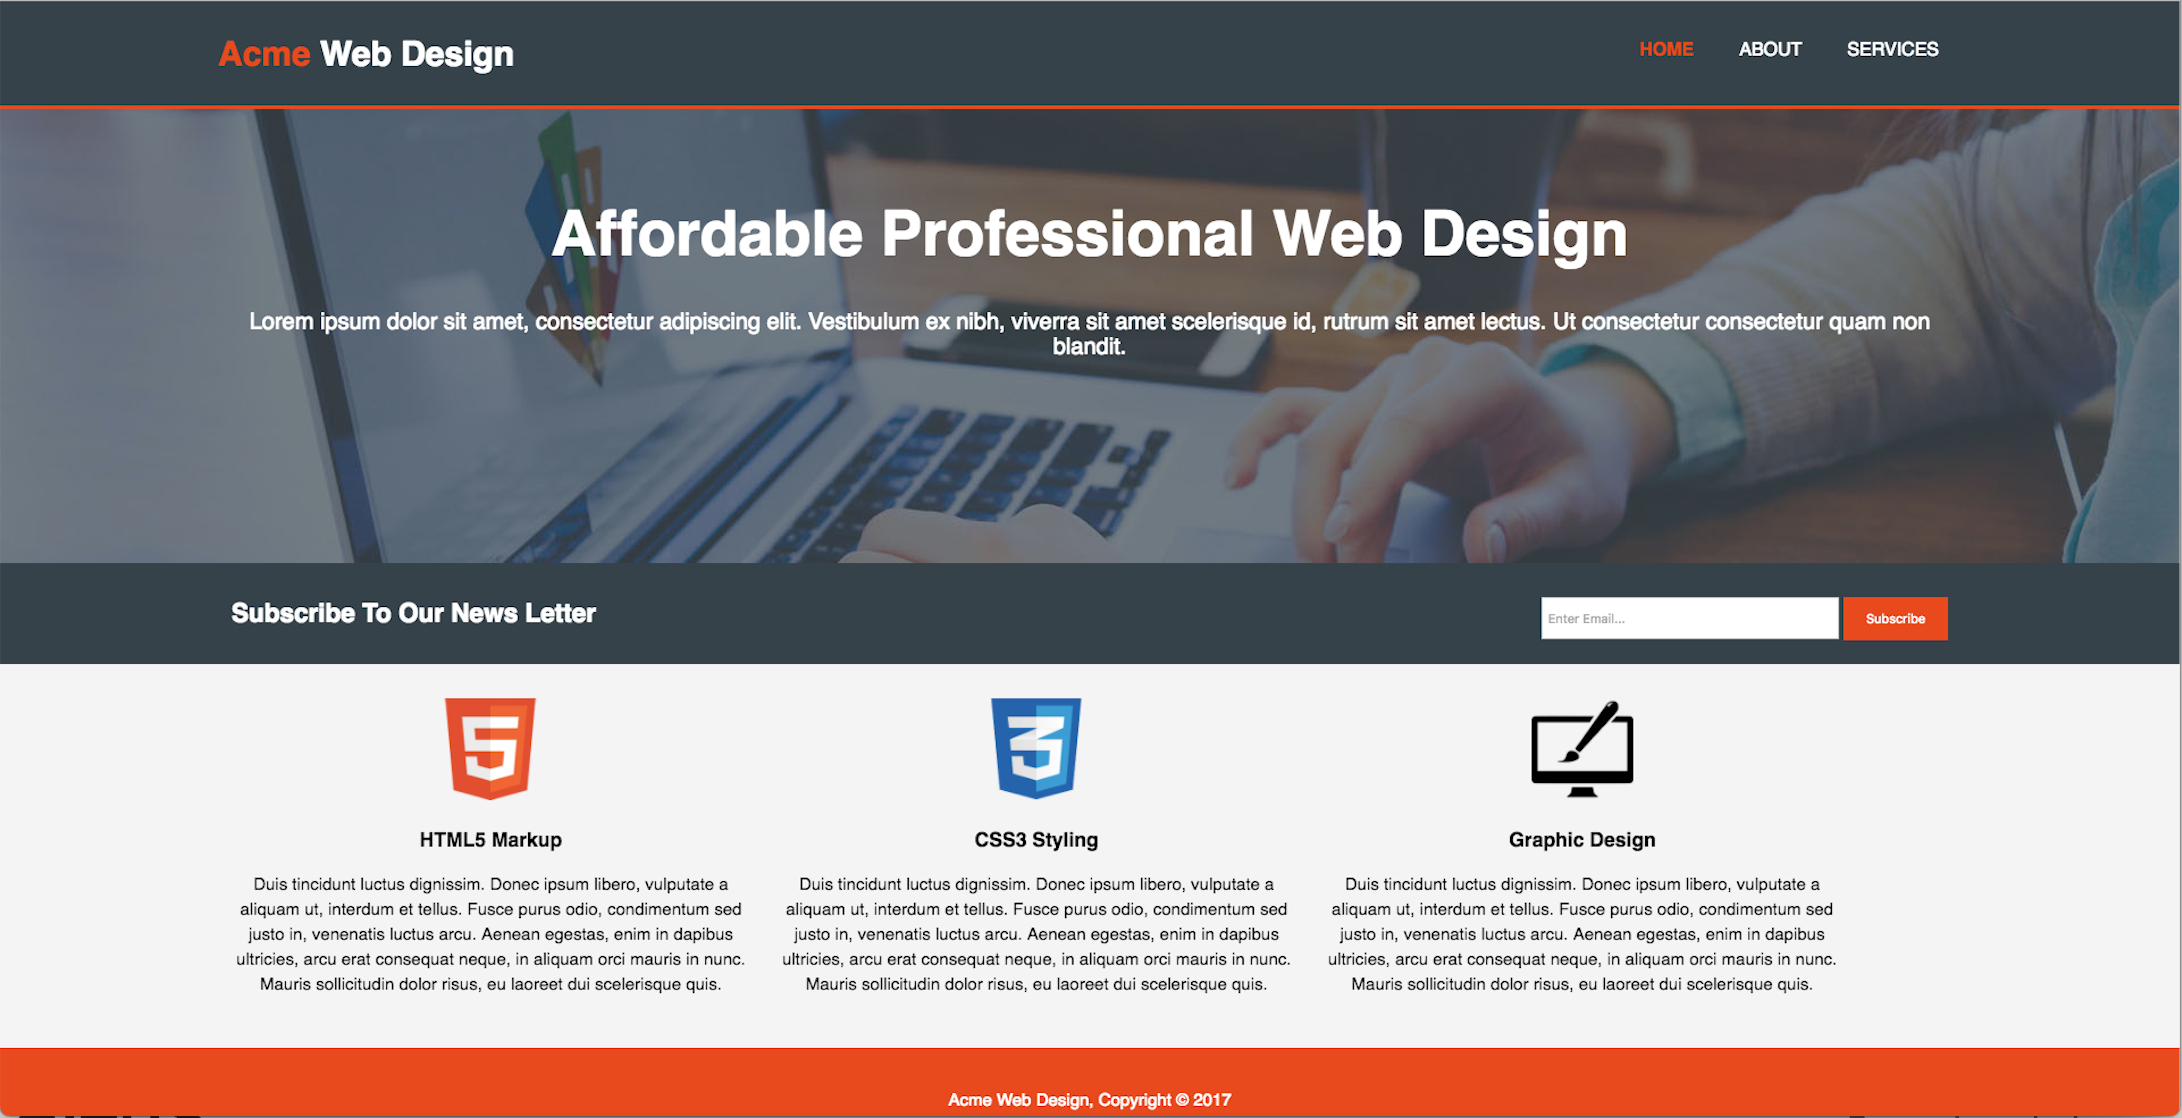 Acme Web Design
HOME ABOUT SERVICES
Affordable Professional Web Design
Lorem ipsum dolor sit amet, consectetur adipiscing elit. Vestibulum ex nibh, viverra sit amet scelerisque id, rutrum sit amet lectus. Ut consectetur consectetur quam non
blandit.
Subscribe To Our News Letter
Enter Email...
Subscribe
HTML5 Markup
Duis tincidunt luctus dignissim. Donec ipsum libero, vulputate a
aliquam ut, interdum et tellus. Fusce purus odio, condimentum sed
justo in, venenatis luctus arcu. Aenean egestas, enim in dapibus
ultricies, arcu erat consequat neque, in aliquam orci mauris in nunc.
Mauris sollicitudin dolor risus, eu laoreet dui scelerisque quis.
CSS3 Styling
Duis tincidunt luctus dignissim. Donec ipsum libero, vulputate a
aliquam ut, interdum et tellus. Fusce purus odio, condimentum sed
justo in, venenatis luctus arcu. Aenean egestas, enim in dapibus
ultricies, arcu erat consequat neque, in aliquam orci mauris in nunc.
Mauris sollicitudin dolor risus, eu laoreet dui scelerisque quis.
Graphic Design
Duis tincidunt luctus dignissim. Donec ipsum libero, vulputate a
aliquam ut, interdum et tellus. Fusce purus odio, condimentum sed
justo in, venenatis luctus arcu. Aenean egestas, enim in dapibus
ultricies, arcu erat consequat neque, in aliquam orci mauris in nunc.
Mauris sollicitudin dolor risus, eu laoreet dui scelerisque quis.
Acme Web Design, Copyright © 2017